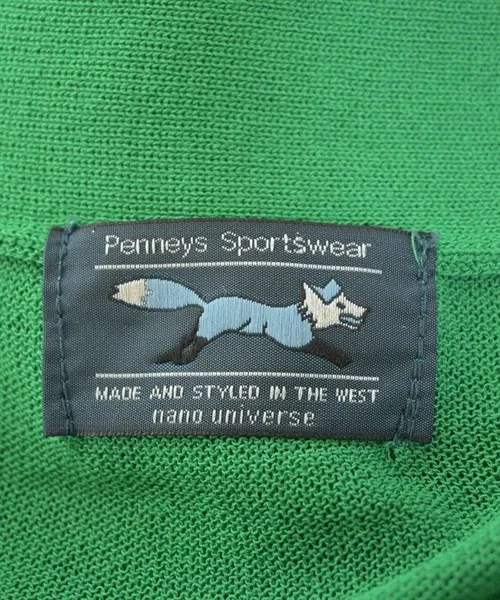 Penneys Sportswear
MADE AND STYLED IN THE WEST
nano universe